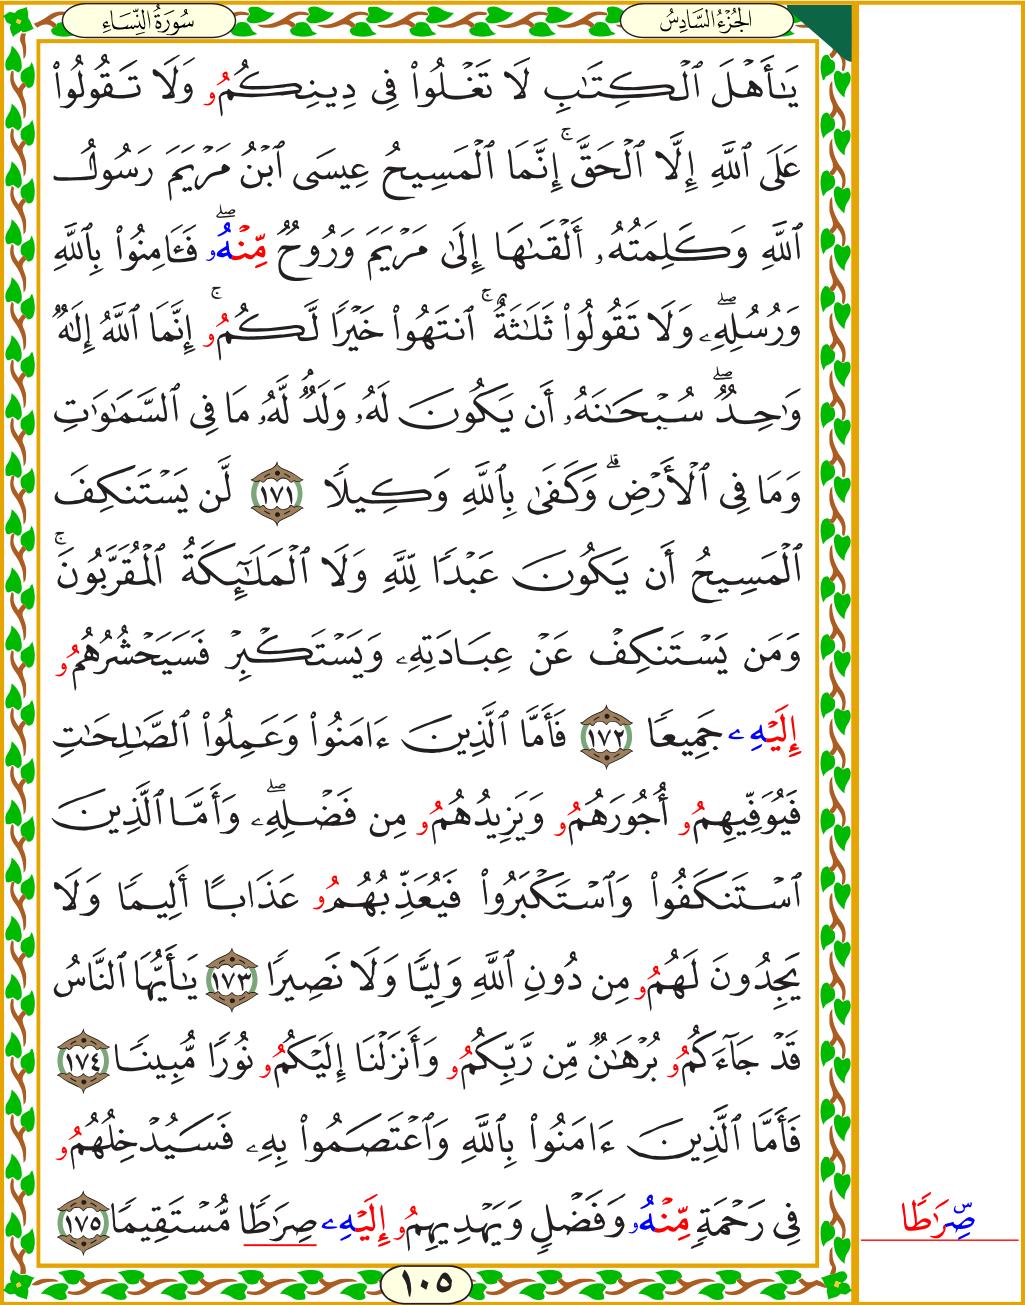 الجُزْءُ السَّادِسُ
سُورَةُ النِّسَاءِ
يَٰٓأَهۡلَ ٱلۡكِتَٰبِ لَا تَغۡلُواْ فِي دِينِكُمُۥ وَلَا تَقُولُواْ
عَلَى ٱللَّهِ إِلَّا ٱلۡحَقَّۚ إِنَّمَا ٱلۡمَسِيحُ عِيسَى ٱبۡنُ مَرۡيَمَ رَسُولُ
ٱللَّهِ وَكَلِمَتُهُۥ أَلۡقَىٰهَا إِلَىٰ مَرۡيَمَ وَرُوحٞ مِّنۡهُۥۖ فَـَٔامِنُواْ بِٱللَّهِ
وَرُسُلِهِۦۖ وَلَا تَقُولُواْ ثَلَٰثَةٌۚ ٱنتَهُواْ خَيۡرٗا لَّكُمُۥۚ إِنَّمَا ٱللَّهُ إِلَٰهٞ
وَٰحِدٞۖ سُبۡحَٰنَهُۥٓ أَن يَكُونَ لَهُۥ وَلَدٞۘ لَّهُۥ مَا فِي ٱلسَّمَٰوَٰتِ
وَمَا فِي ٱلۡأَرۡضِۗ وَكَفَىٰ بِٱللَّهِ وَكِيلٗا ١٧١ لَّن يَسۡتَنكِفَ
ٱلۡمَسِيحُ أَن يَكُونَ عَبۡدٗا لِّلَّهِ وَلَا ٱلۡمَلَٰٓئِكَةُ ٱلۡمُقَرَّبُونَۚ
وَمَن يَسۡتَنكِفۡ عَنۡ عِبَادَتِهِۦ وَيَسۡتَكۡبِرۡ فَسَيَحۡشُرُهُمُۥ
إِلَيۡهِۦ جَمِيعٗا ١٧٢ فَأَمَّا ٱلَّذِينَ ءَامَنُواْ وَعَمِلُواْ ٱلصَّٰلِحَٰتِ
فَيُوَفِّيهِمُۥ أُجُورَهُمُۥ وَيَزِيدُهُمُۥ مِن فَضۡلِهِۦۖ وَأَمَّا ٱلَّذِينَ
ٱسۡتَنكَفُواْ وَٱسۡتَكۡبَرُواْ فَيُعَذِّبُهُمُۥ عَذَابًا أَلِيمٗا وَلَا
يَجِدُونَ لَهُمُۥ مِن دُونِ ٱللَّهِ وَلِيّٗا وَلَا نَصِيرٗا ١٧٣ يَٰٓأَيُّهَا ٱلنَّاسُ
قَدۡ جَآءَكُمُۥ بُرۡهَٰنٞ مِّن رَّبِّكُمُۥ وَأَنزَلۡنَآ إِلَيۡكُمُۥ نُورٗا مُّبِينٗا ١٧٤
فَأَمَّا ٱلَّذِينَ ءَامَنُواْ بِٱللَّهِ وَٱعۡتَصَمُواْ بِهِۦ فَسَيُدۡخِلُهُمُۥ
فِي رَحۡمَةٖ مِّنۡهُۥ وَفَضۡلٖ وَيَهۡدِيهِمُۥ إِلَيۡهِۦ صِرَٰطٗا مُّسۡتَقِيمٗا ١٧٥
صِّرَٰطٗا
١٠٥